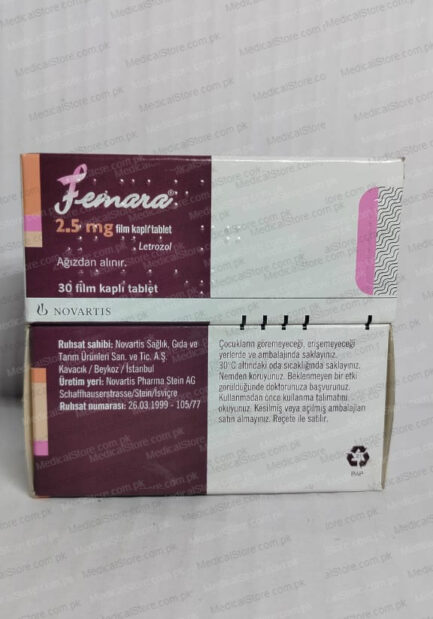 Femara®
2.5 mg film kaplı tablet
Letrozol
Ağızdan alınır.
30 film kaplı tablet
NOVARTIS
Ruhsat sahibi: Novartis Sağlık, Gıda ve
Tarım Ürünleri San. ve Tic. A.Ş.
Kavacık / Beykoz / İstanbul
Üretim yeri: Novartis Pharma Stein AG
Schaffhauserstrasse/Stein/İsviçre
Ruhsat numarası: 26.03.1999 - 105/77
Çocukların göremeyeceği, erişemeyeceği
yerlerde ve ambalajında saklayınız.
30°C altındaki oda sıcaklığında saklayınız.
Nemden koruyunuz. Beklenmeyen bir etki
görüldüğünde doktorunuza başvurunuz.
Kullanmadan önce kullanma talimatını
okuyunuz. Kesilmiş veya açılmış ambalajları
satın almayınız. Reçete ile satılır.
PAP
MedicalStore.com.pk